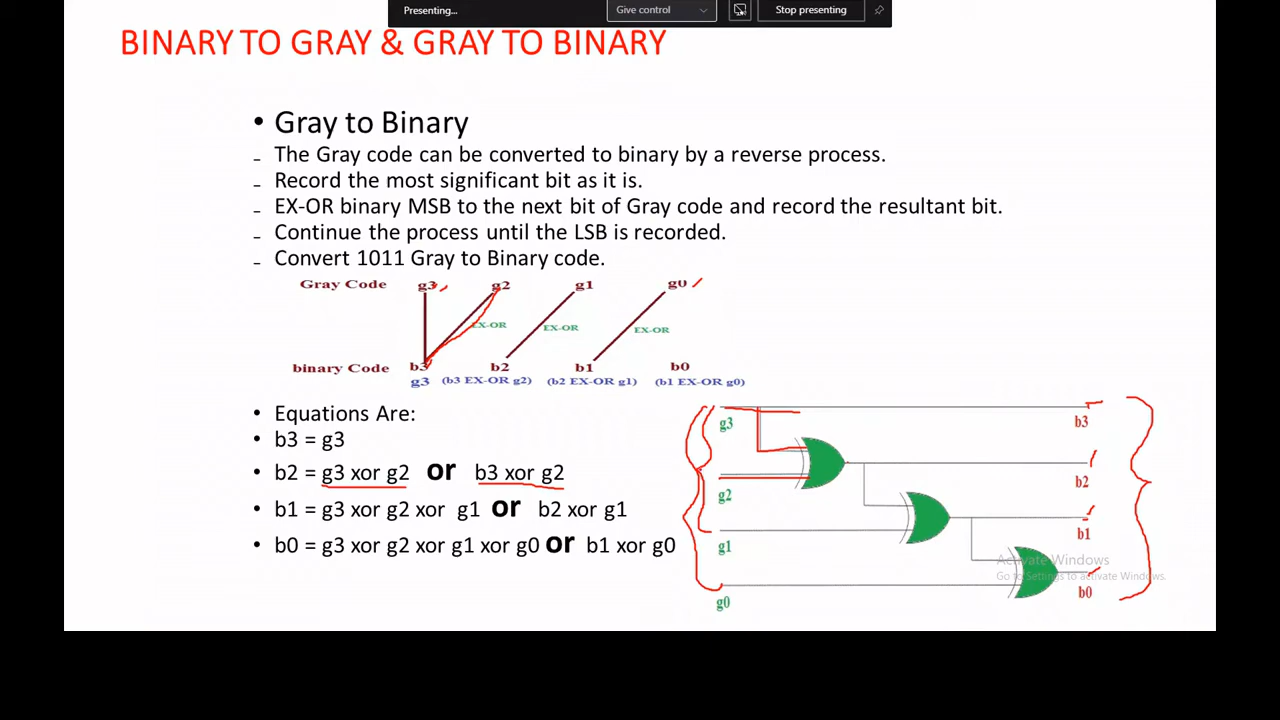 Presenting...
Give control
Stop presenting
BINARY TO GRAY & GRAY TO BINARY
• Gray to Binary
– The Gray code can be converted to binary by a reverse process.
– Record the most significant bit as it is.
– EX-OR binary MSB to the next bit of Gray code and record the resultant bit.
– Continue the process until the LSB is recorded.
– Convert 1011 Gray to Binary code.
Gray Code g3 g2 g1 g0
EX-OR EX-OR EX-OR
binary Code b3 b2 b1 b0
g3 (b3 EX-OR g2) (b2 EX-OR g1) (b1 EX-OR g0)
• Equations Are:
• b3 = g3
• b2 = g3 xor g2 or b3 xor g2
• b1 = g3 xor g2 xor g1 or b2 xor g1
• b0 = g3 xor g2 xor g1 xor g0 or b1 xor g0
g3 b3
g2 b2
g1 b1
g0 b0
Activate Windows
Go to Settings to activate Windows.